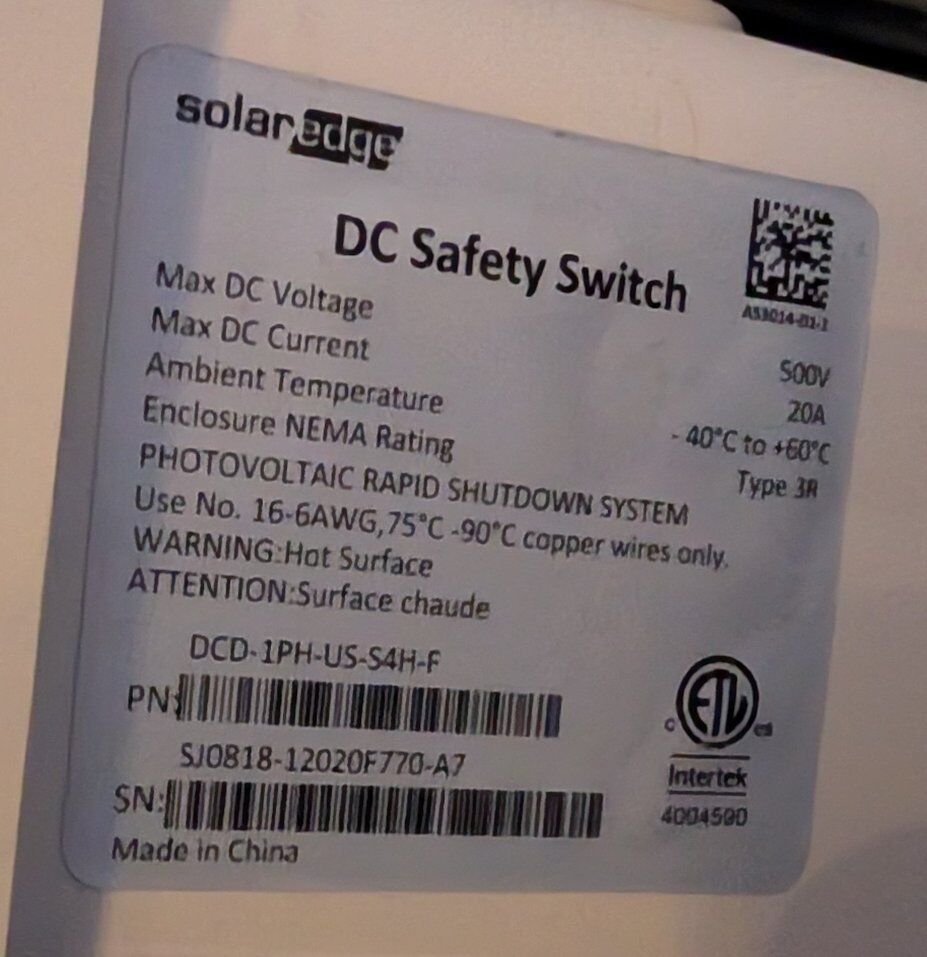 solaredge
DC Safety Switch
Max DC Voltage 500V
Max DC Current 20A
Ambient Temperature - 40°C to +60°C
Enclosure NEMA Rating Type 3R
PHOTOVOLTAIC RAPID SHUTDOWN SYSTEM
Use No. 16-6AWG,75°C -90°C copper wires only.
WARNING:Hot Surface
ATTENTION:Surface chaude
DCD-1PH-US-S4H-F
PN:
SJ0818-12020F770-A7
SN:
Made in China
c ETL us
Intertek
4004590